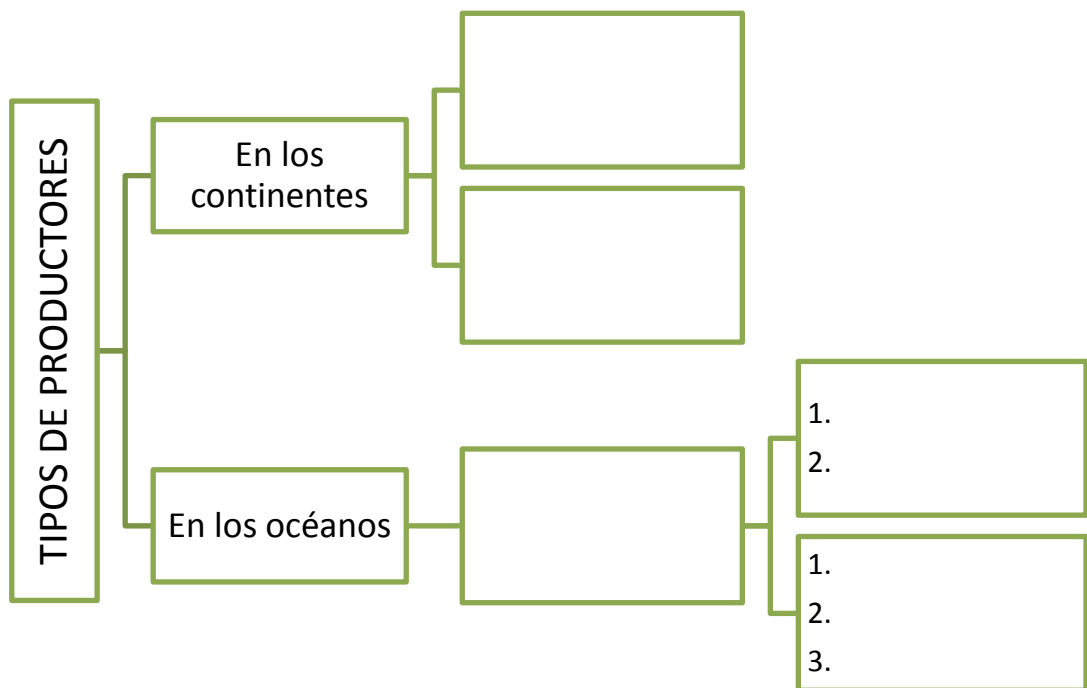 TIPOS DE PRODUCTORES
En los
continentes
En los océanos
1.
2.
1.
2.
3.